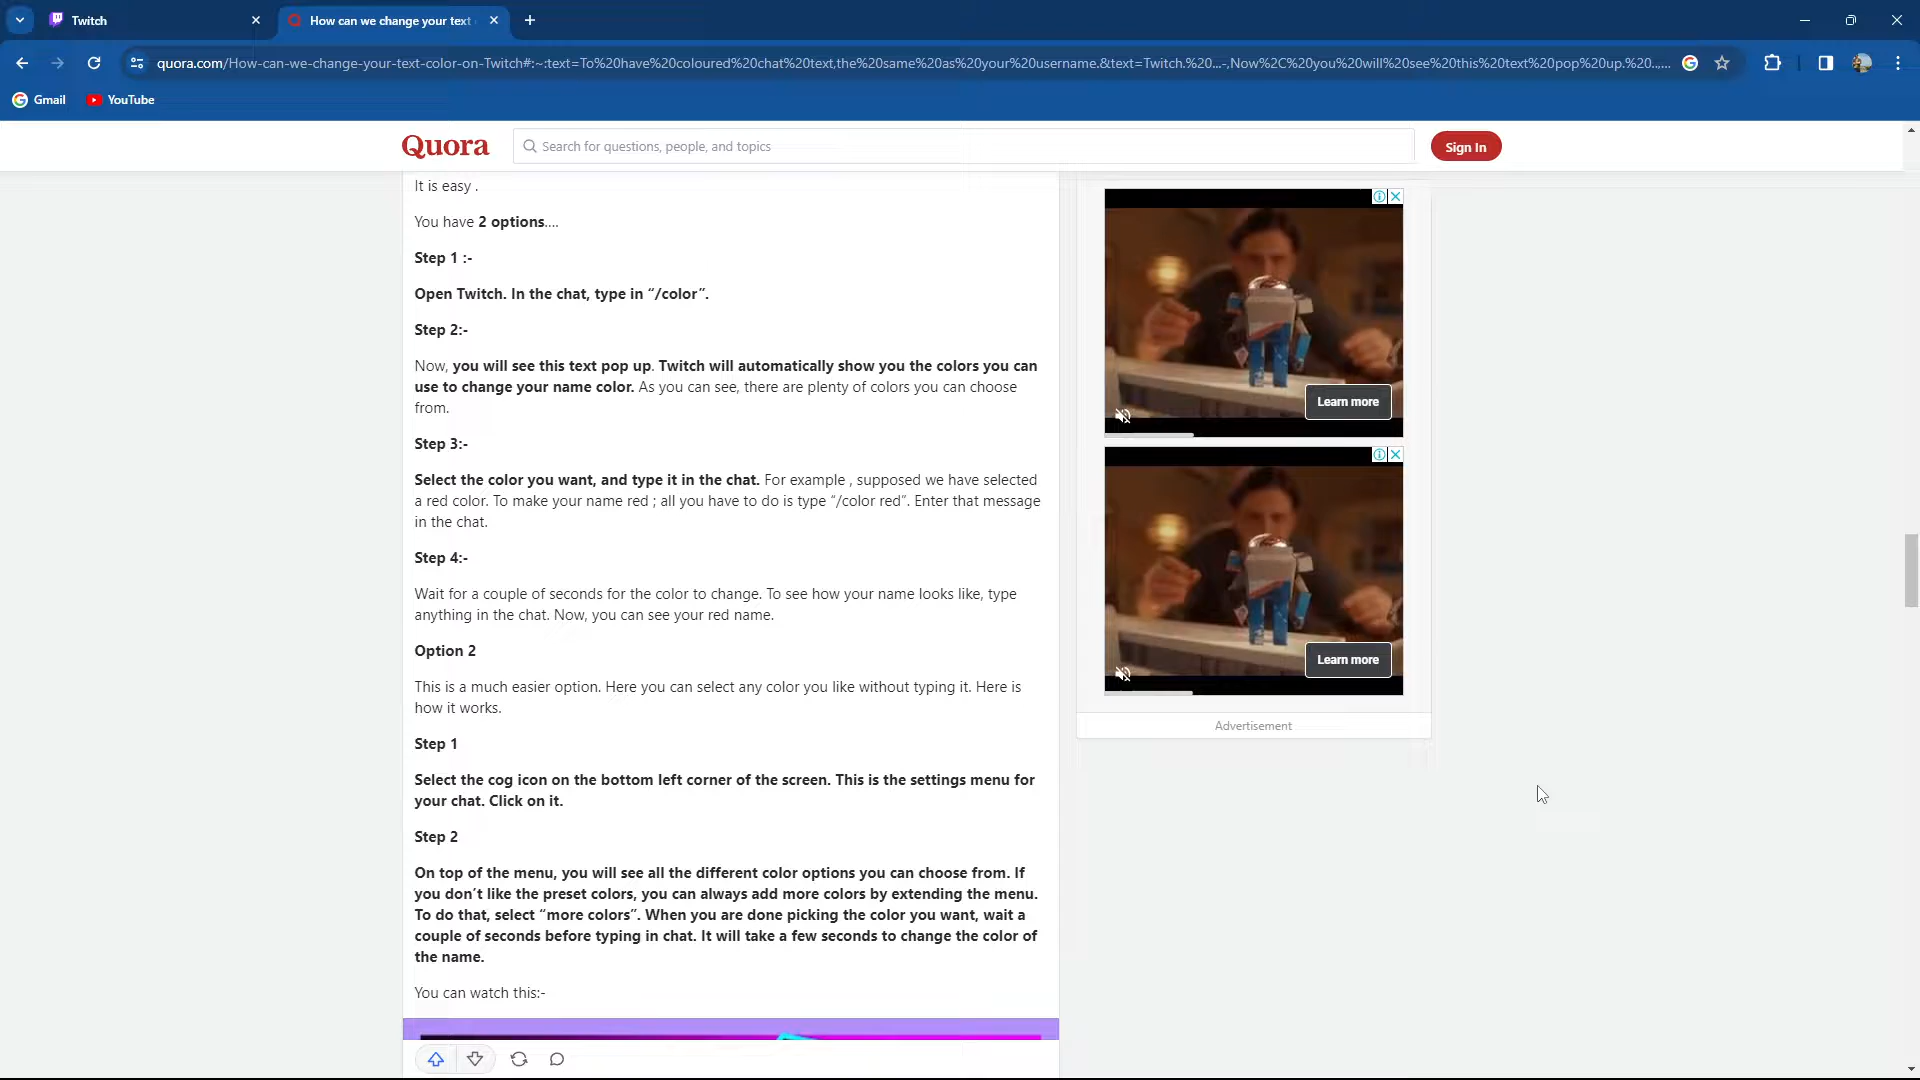 Twitch
How can we change your text
quora.com/How-can-we-change-your-text-color-on-Twitch#:~:text=To%20have%20coloured%20chat%20text,the%20same%20as%20your%20username.&text=Twitch.%20...-,Now%2C%20you%20will%20see%20this%20text%20pop%20up.%20.,...
Gmail
YouTube
Quora
Search for questions, people, and topics
Sign In
It is easy .
You have 2 options....
Step 1 :-
Open Twitch. In the chat, type in “/color”.
Step 2:-
Now, you will see this text pop up. Twitch will automatically show you the colors you can
use to change your name color. As you can see, there are plenty of colors you can choose
from.
Step 3:-
Select the color you want, and type it in the chat. For example , supposed we have selected
a red color. To make your name red ; all you have to do is type “/color red”. Enter that message
in the chat.
Step 4:-
Wait for a couple of seconds for the color to change. To see how your name looks like, type
anything in the chat. Now, you can see your red name.
Option 2
This is a much easier option. Here you can select any color you like without typing it. Here is
how it works.
Step 1
Select the cog icon on the bottom left corner of the screen. This is the settings menu for
your chat. Click on it.
Step 2
On top of the menu, you will see all the different color options you can choose from. If
you don’t like the preset colors, you can always add more colors by extending the menu.
To do that, select “more colors”. When you are done picking the color you want, wait a
couple of seconds before typing in chat. It will take a few seconds to change the color of
the name.
You can watch this:-
Learn more
Learn more
Advertisement